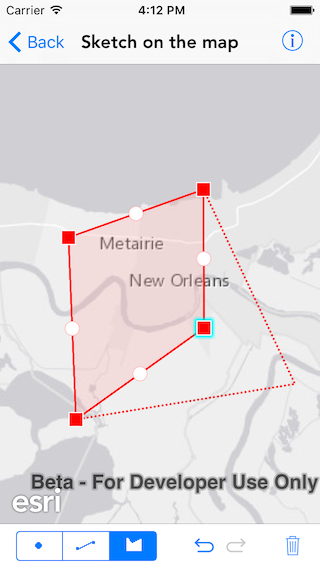 Carrier 4:12 PM
Back Sketch on the map
Metairie
New Orleans
Beta - For Developer Use Only
esri